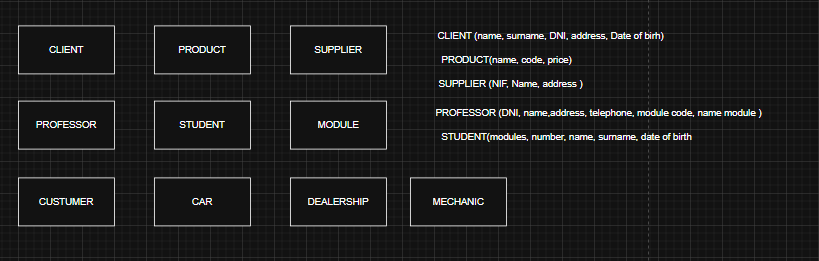 CLIENT PRODUCT SUPPLIER
CLIENT (name, surname, DNI, address, Date of birh)
PRODUCT(name, code, price)
SUPPLIER (NIF, Name, address )
PROFESSOR STUDENT MODULE
PROFESSOR (DNI, name,address, telephone, module code, name module )
STUDENT(modules, number, name, surname, date of birth
CUSTUMER CAR DEALERSHIP MECHANIC